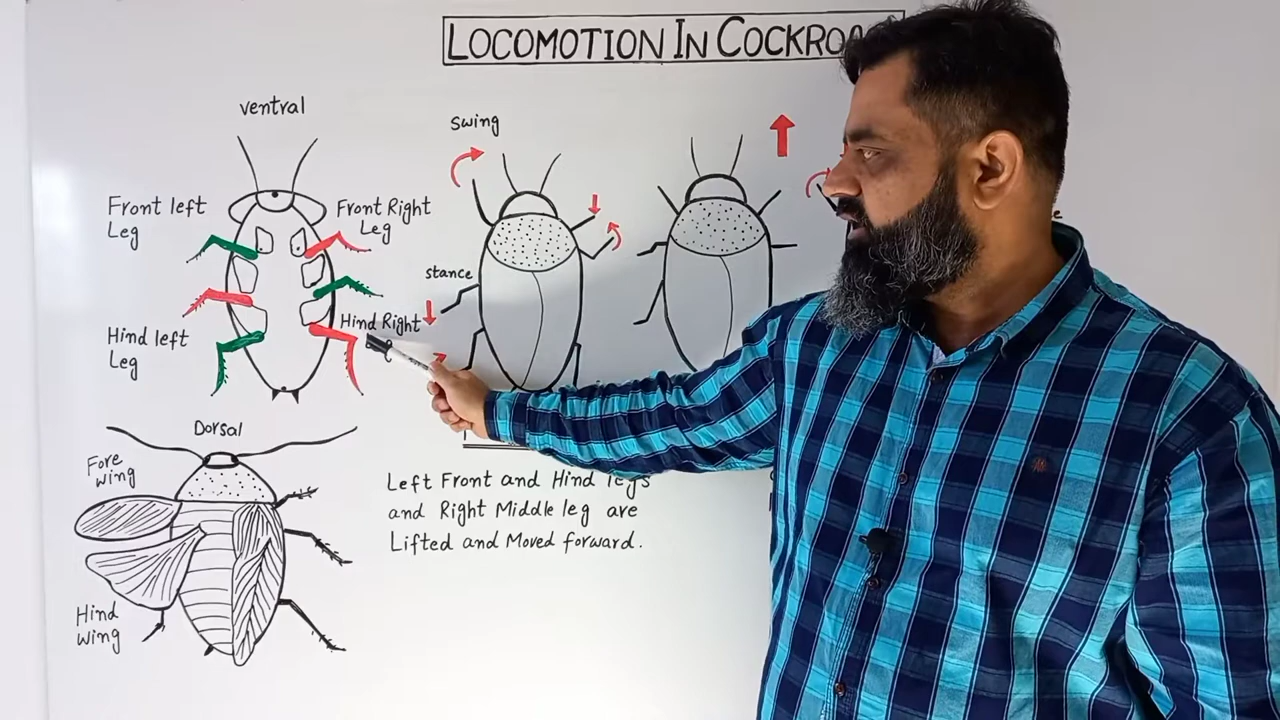 LOCOMOTION IN
ventral
Swing
Front left
Leg
Front Right
Leg
stance
Hind Right
Hind left
Leg
Dorsal
Fore
wing
Hind
wing
Left Front and Hind legs
and Right Middle leg are
Lifted and Moved forward.